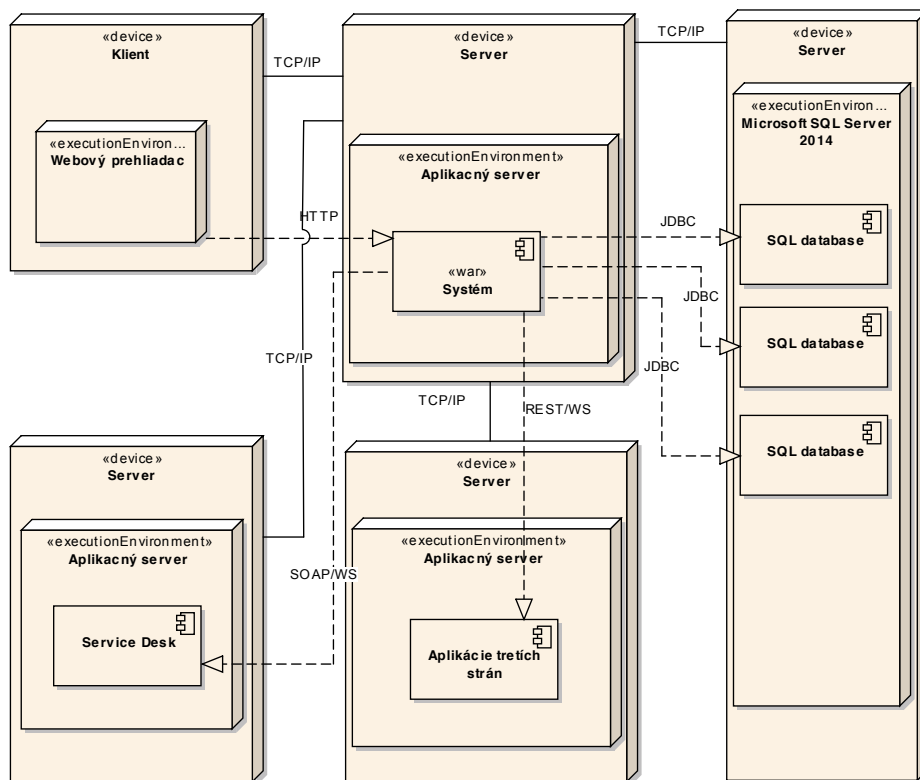 «device»
Klient
«executionEnviron...
Webový prehliadac
TCP/IP
«device»
Server
«executionEnvironment»
Aplikacný server
«war»
Systém
HTTP
TCP/IP
«device»
Server
«executionEnviron...
Microsoft SQL Server
2014
SQL database
SQL database
SQL database
JDBC
JDBC
JDBC
TCP/IP
TCP/IP
REST/WS
SOAP/WS
«device»
Server
«executionEnvironment»
Aplikacný server
Service Desk
«device»
Server
«executionEnvironment»
Aplikacný server
Aplikácie tretích
strán